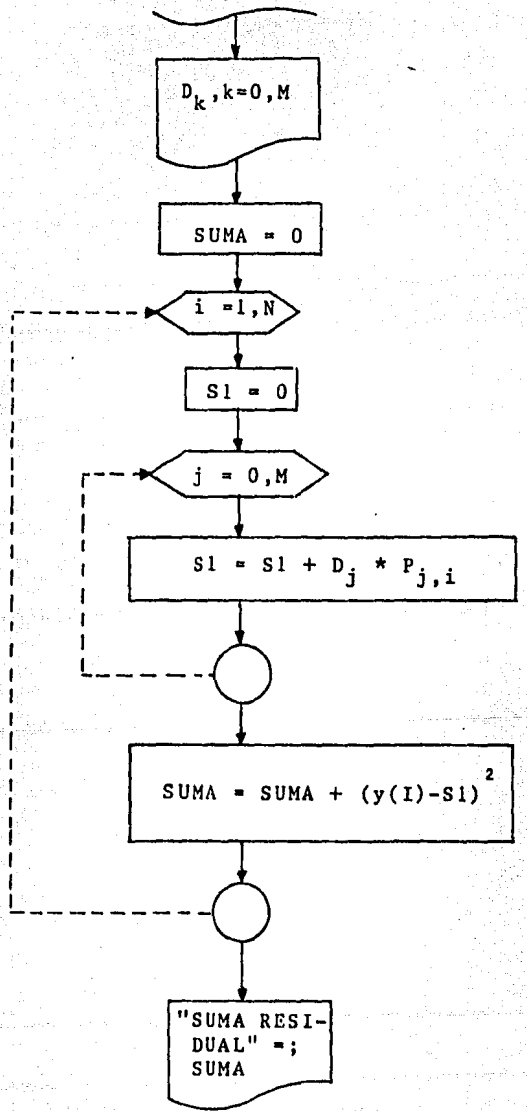 D_k,k=0,M
SUMA = 0
i =1,N
S1 = 0
j = 0,M
S1 = S1 + D_j * P_j,i
SUMA = SUMA + (y(I)-S1)^2
"SUMA RESI-
DUAL" =;
SUMA